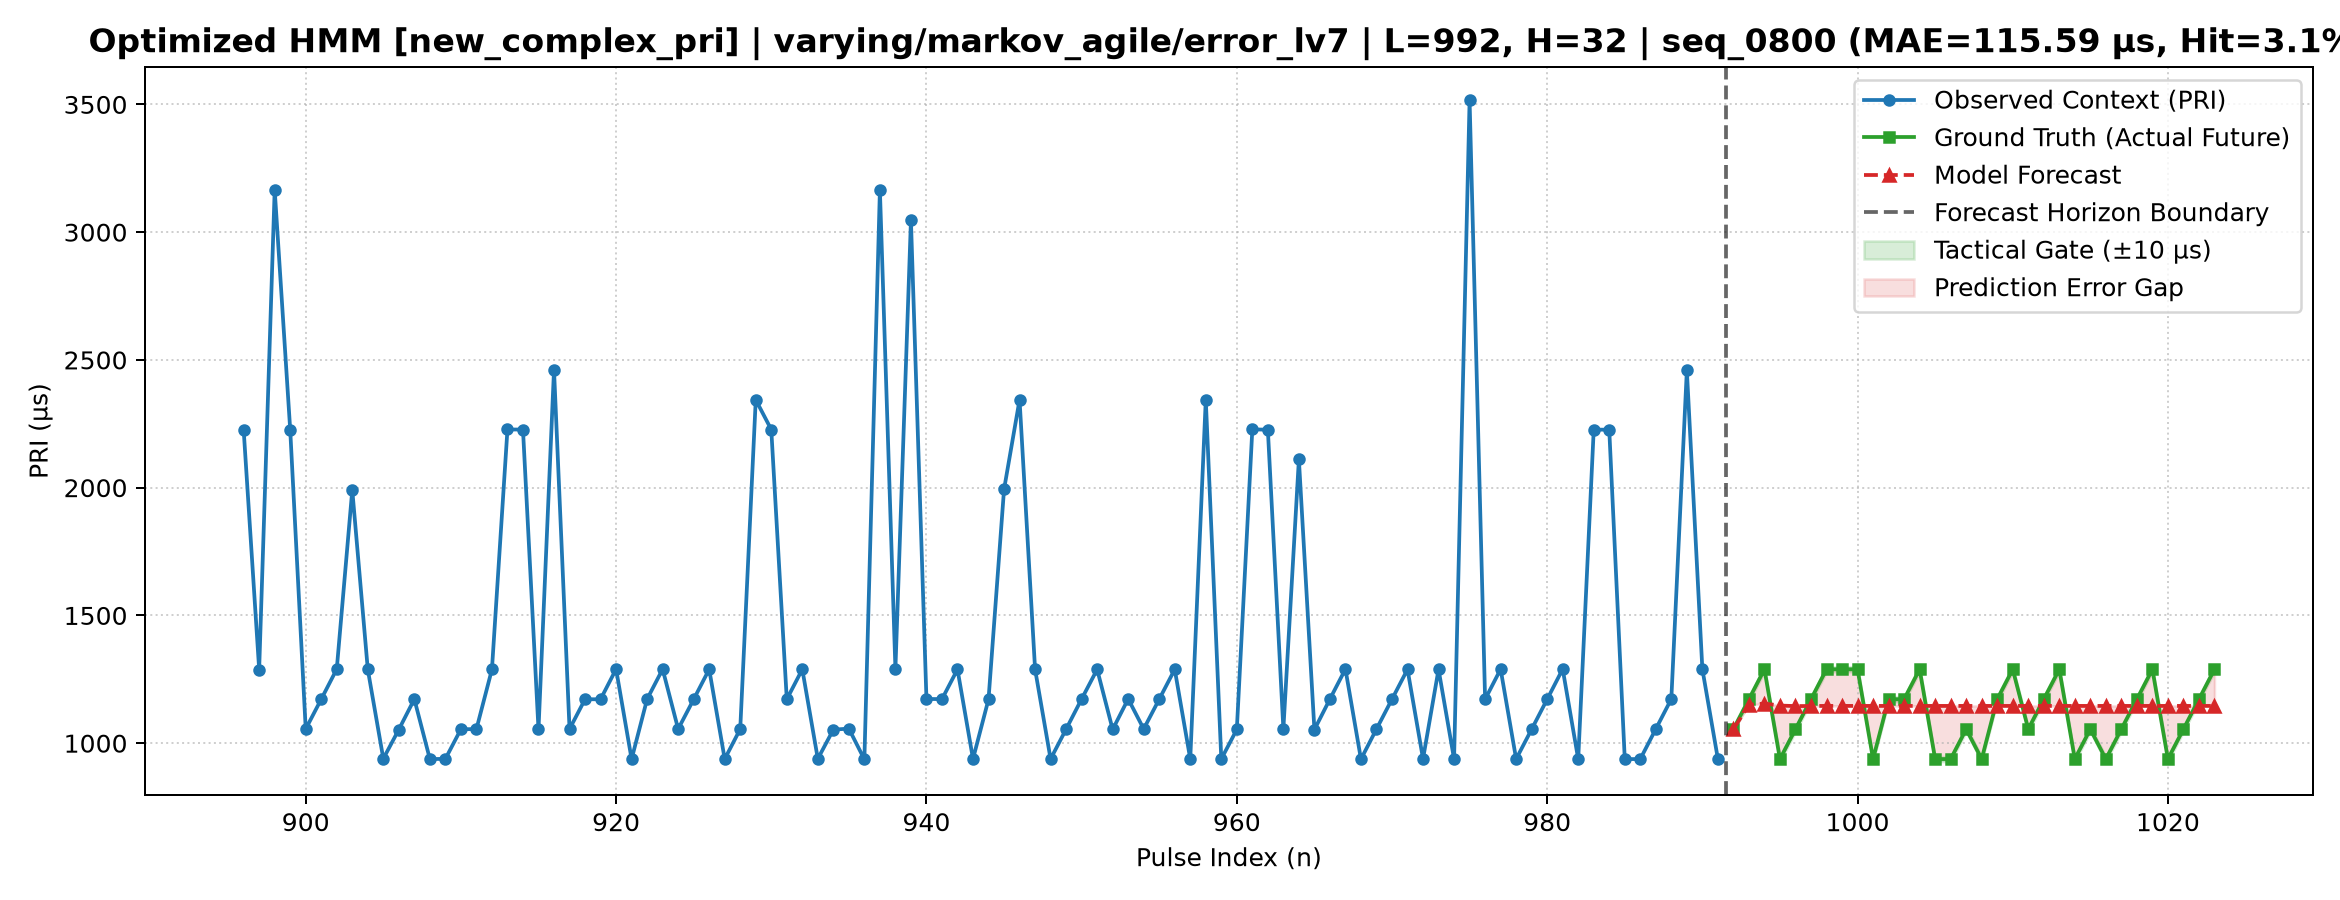 Optimized HMM [new_complex_pri] | varying/markov_agile/error_lv7 | L=992, H=32 | seq_0800 (MAE=115.59 µs, Hit=3.1%
3500
3000
2500
2000
1500
1000
PRI (µs)
Observed Context (PRI)
Ground Truth (Actual Future)
Model Forecast
Forecast Horizon Boundary
Tactical Gate (±10 µs)
Prediction Error Gap
900
920
940
960
980
1000
1020
Pulse Index (n)